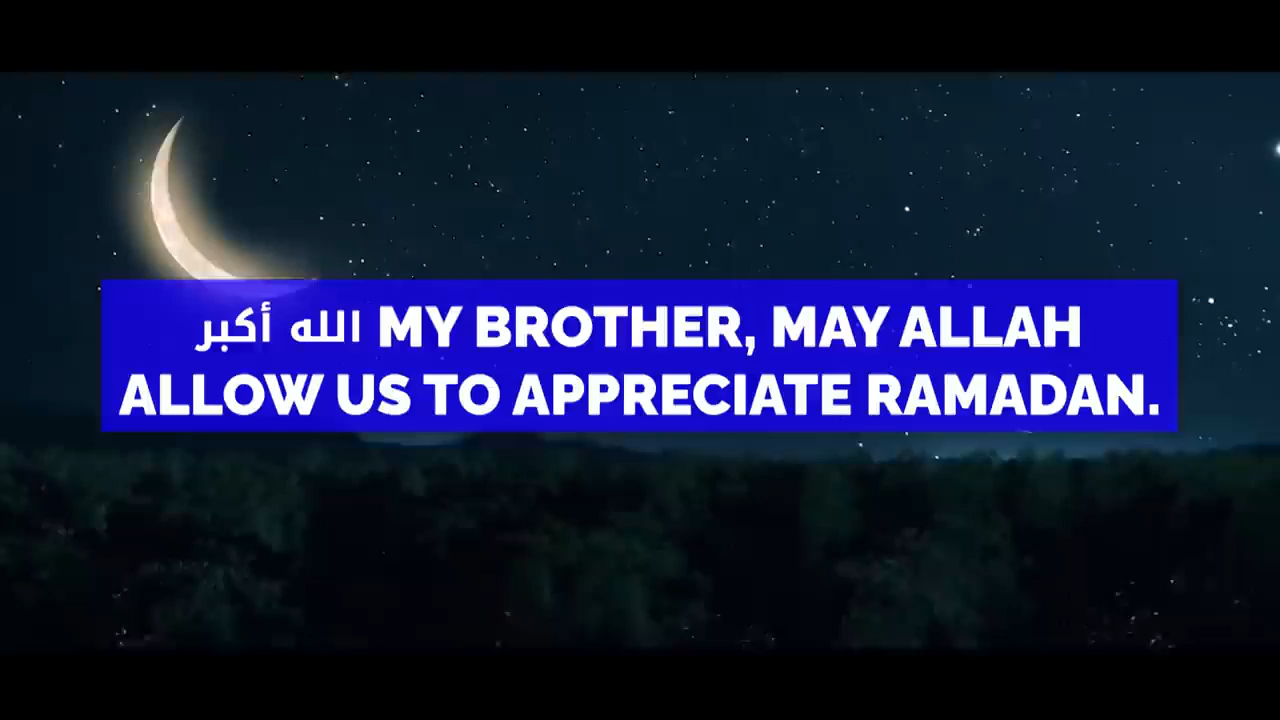 الله أكبر MY BROTHER, MAY ALLAH
ALLOW US TO APPRECIATE RAMADAN.